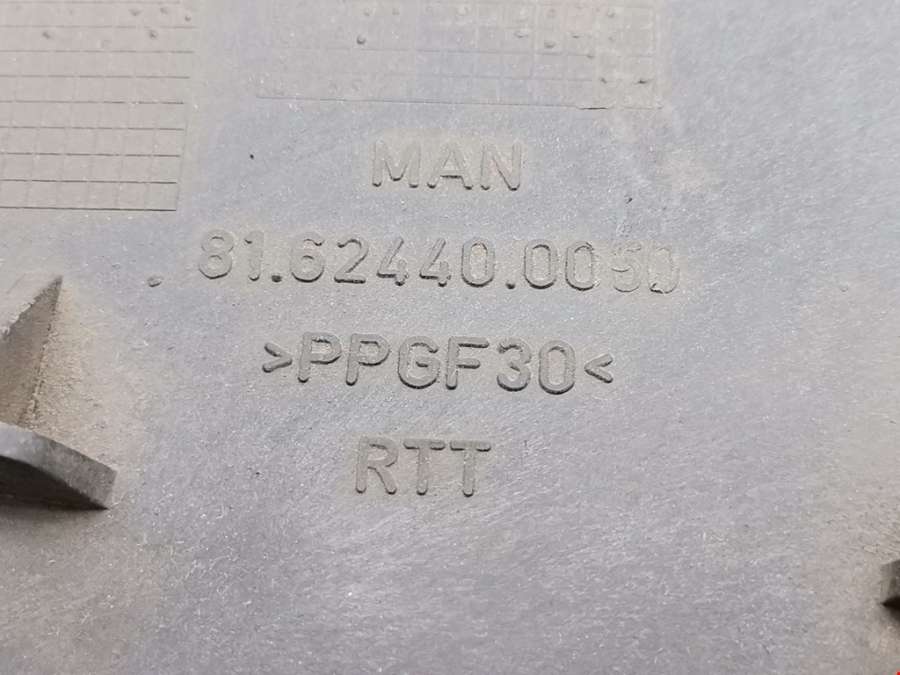 MAN
81.62440.0050
>PPGF30<
RTT